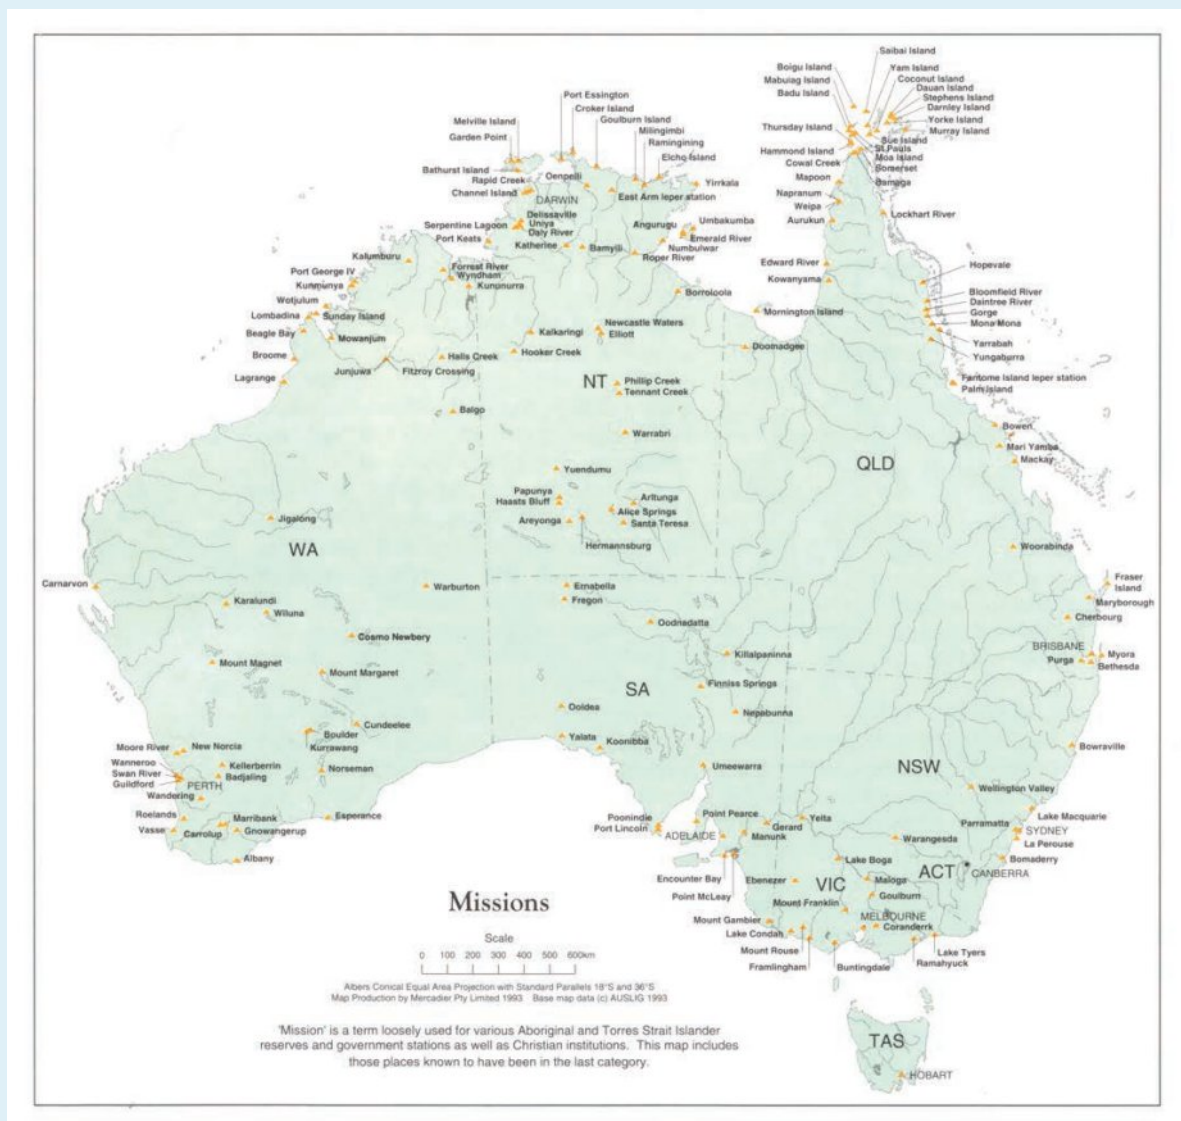 Saibai Island
Boigu Island
Yam Island
Mabuiag Island
Coconut Island
Badu Island
Dauan Island
Stephens Island
Darnley Island
Yorke Island
Thursday Island
Murray Island
Sue Island
Hammond Island
St Pauls
Moa Island
Cowal Creek
Somerset
Mapoon
Bamaga
Napranum
Weipa
Lockhart River
Aurukun
Edward River
Hopevale
Kowanyama
Bloomfield River
Daintree River
Gorge
Mona Mona
Yarrabah
Yungaburra
Mornington Island
Doomadgee
Fantome Island leper station
Palm Island
Bowen
Mari Yamba
Mackay
QLD
Woorabinda
Fraser
Island
Maryborough
Cherbourg
BRISBANE
Myora
Purga
Bethesda
Port Essington
Croker Island
Goulburn Island
Melville Island
Milingimbi
Garden Point
Ramingining
Elcho Island
Bathurst Island
Oenpelli
Rapid Creek
Yirrkala
Channel Island
DARWIN
East Arm leper station
Delissaville
Serpentine Lagoon
Uniya
Daly River
Angurugu
Umbakumba
Port Keats
Katherine
Bamyili
Emerald River
Numbulwar
Roper River
Borroloola
Kalumburu
Forrest River
Port George IV
Wyndham
Kunmunya
Kununurra
Wotjulum
Lombadina
Sunday Island
Beagle Bay
Mowanjum
Broome
Junjuwa
Fitzroy Crossing
Halls Creek
Lagrange
Balgo
Newcastle Waters
Elliott
Kalkaringi
Hooker Creek
NT
Phillip Creek
Tennant Creek
Warrabri
Yuendumu
Papunya
Haasts Bluff
Arltunga
Alice Springs
Areyonga
Santa Teresa
Hermannsburg
Jigalong
WA
Carnarvon
Warburton
Karalundi
Wiluna
Cosmo Newbery
Mount Magnet
Mount Margaret
Cundeelee
Boulder
Kurrawang
Moore River
New Norcia
Wanneroo
Kellerberrin
Norseman
Swan River
Badjaling
Guildford
PERTH
Wandering
Roelands
Marribank
Esperance
Vasse
Carrolup
Gnowangerup
Albany
Ernabella
Fregon
Oodnadatta
Killalpaninna
Finniss Springs
SA
Nepabunna
Ooldea
Yalata
Koonibba
Umeewarra
Poonindie
Point Pearce
Port Lincoln
ADELAIDE
Gerard
Manunk
Yelta
Encounter Bay
Point McLeay
NSW
Bowraville
Wellington Valley
Lake Macquarie
Parramatta
SYDNEY
Warangesda
La Perouse
Bomaderry
ACT
CANBERRA
Lake Boga
Ebenezer
VIC
Maloga
Goulburn
Mount Franklin
MELBOURNE
Mount Gambier
Coranderrk
Lake Condah
Mount Rouse
Lake Tyers
Ramahyuck
Framlingham
Buntingdale
TAS
HOBART
Missions
Scale
0 100 200 300 400 500 600km
Albers Conical Equal Area Projection with Standard Parallels 18°S and 36°S
Map Production by Mercadier Pty Limited 1993 Base map data (c) AUSLIG 1993
'Mission' is a term loosely used for various Aboriginal and Torres Strait Islander
reserves and government stations as well as Christian institutions. This map includes
those places known to have been in the last category.